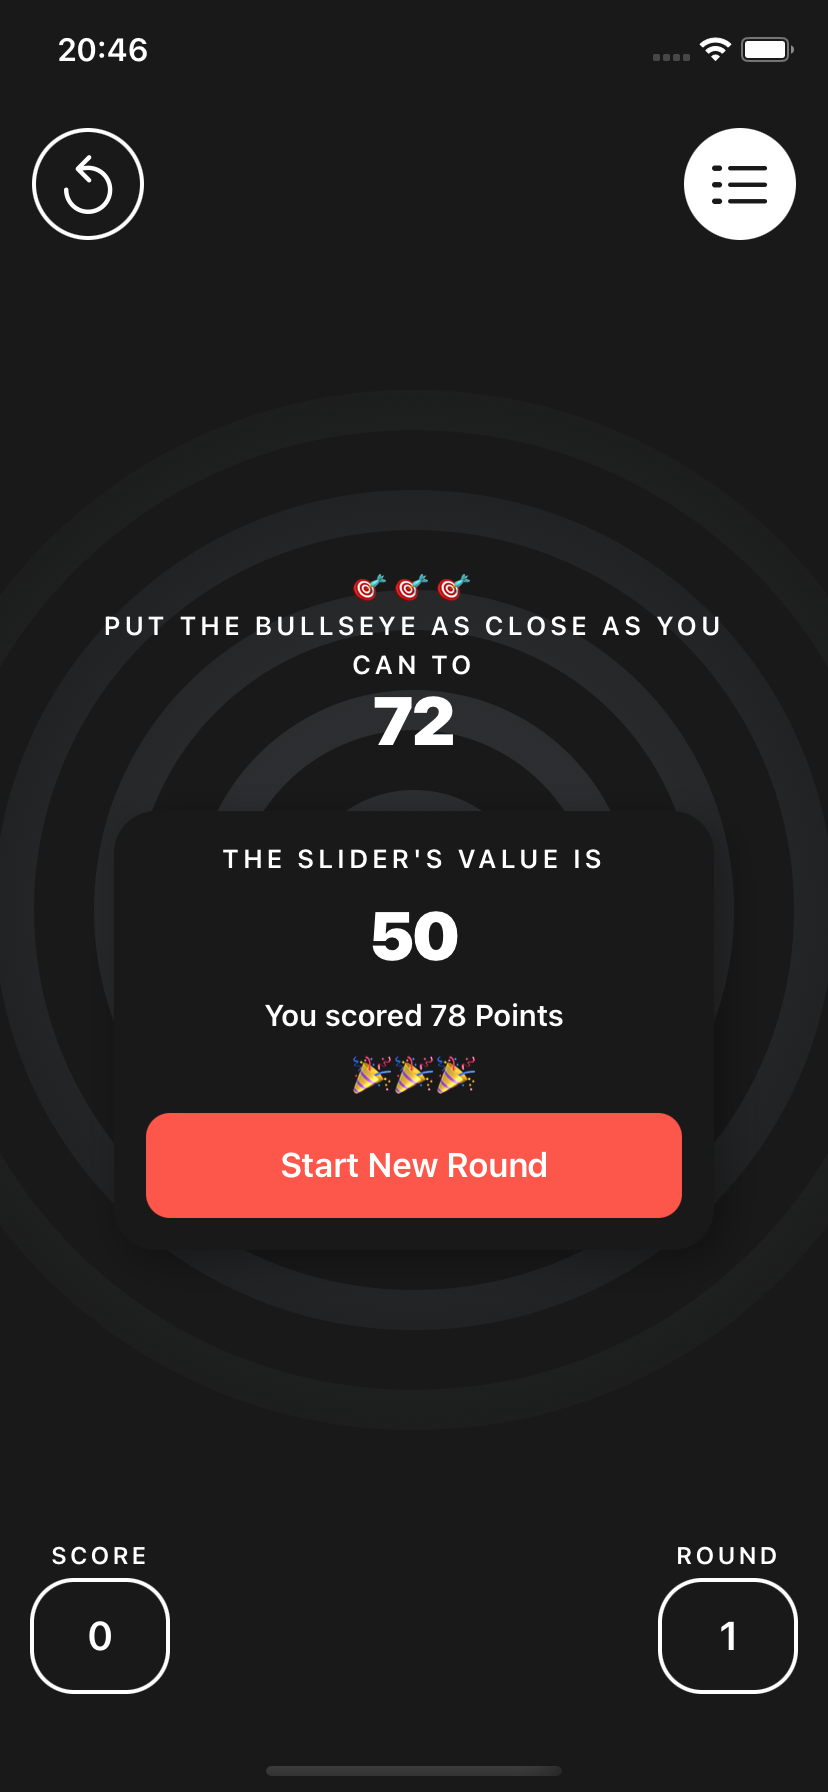 20:46
🎯🎯🎯
PUT THE BULLSEYE AS CLOSE AS YOU
CAN TO
72
THE SLIDER'S VALUE IS
50
You scored 78 Points
🎉🎉🎉
Start New Round
SCORE
0
ROUND
1